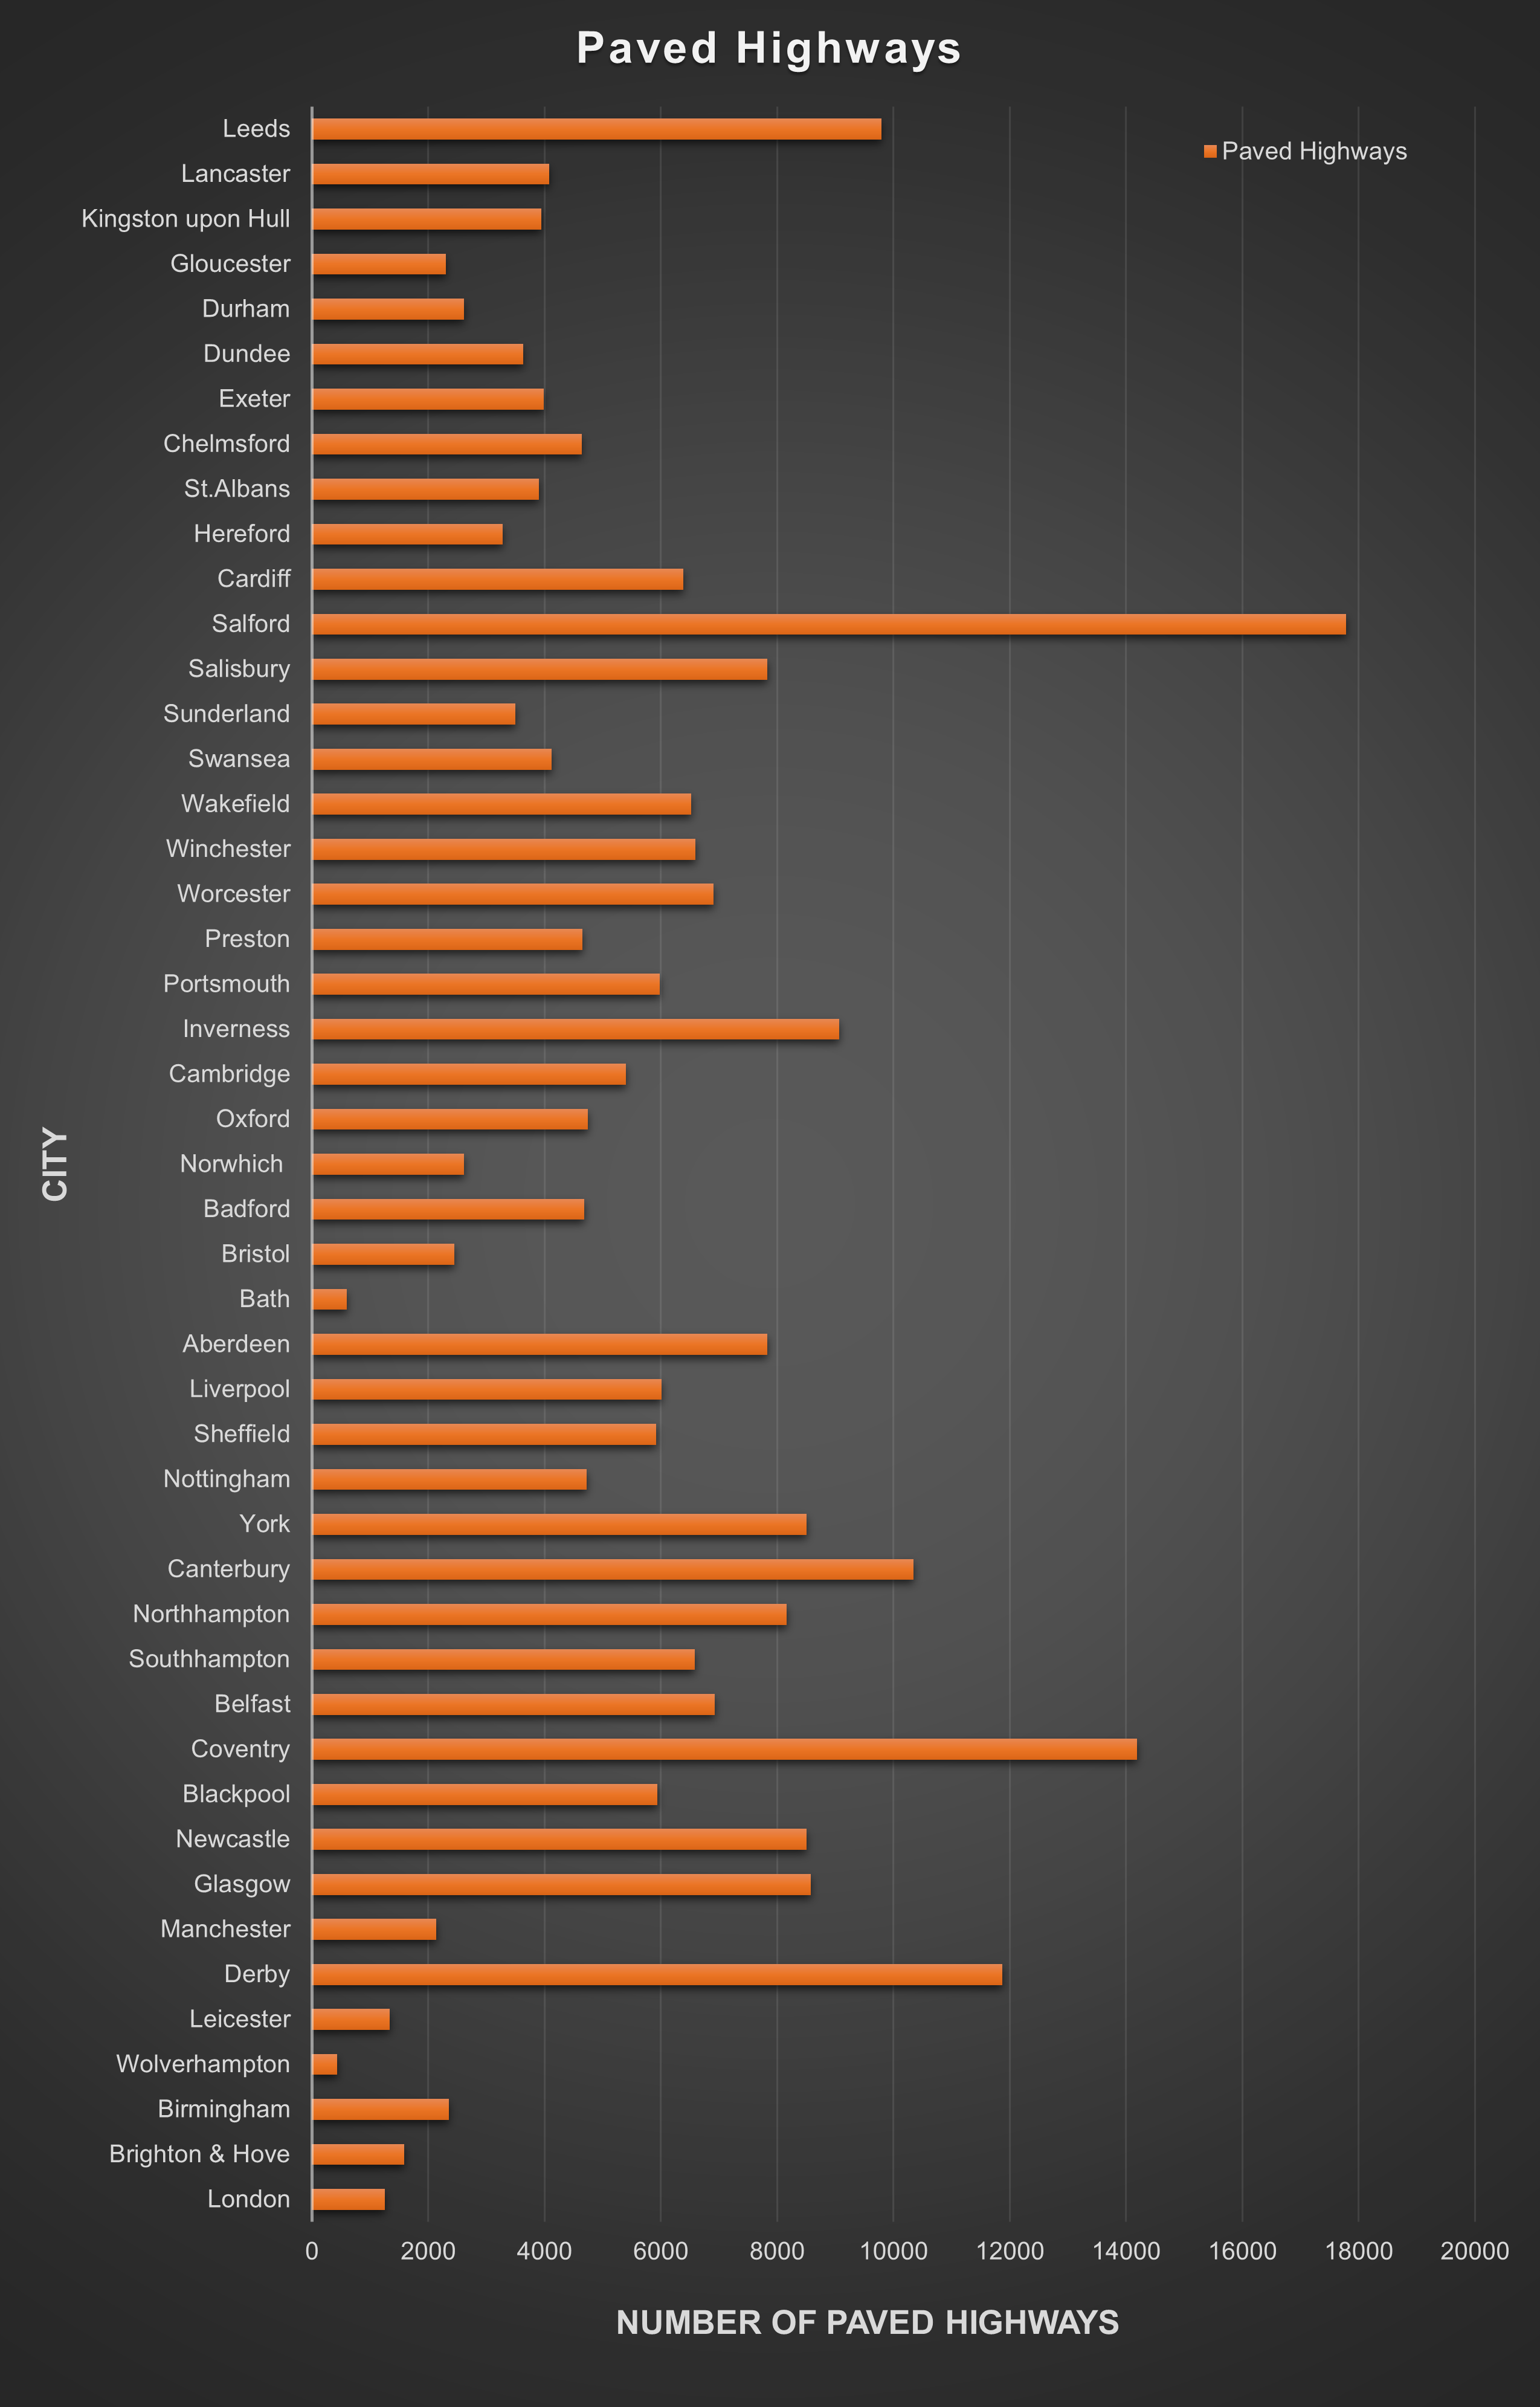 Paved Highways
Paved Highways
Leeds
Lancaster
Kingston upon Hull
Gloucester
Durham
Dundee
Exeter
Chelmsford
St.Albans
Hereford
Cardiff
Salford
Salisbury
Sunderland
Swansea
Wakefield
Winchester
Worcester
Preston
Portsmouth
Inverness
Cambridge
Oxford
Norwhich
Badford
Bristol
Bath
Aberdeen
Liverpool
Sheffield
Nottingham
York
Canterbury
Northhampton
Southhampton
Belfast
Coventry
Blackpool
Newcastle
Glasgow
Manchester
Derby
Leicester
Wolverhampton
Birmingham
Brighton & Hove
London
CITY
0 2000 4000 6000 8000 10000 12000 14000 16000 18000 20000
NUMBER OF PAVED HIGHWAYS